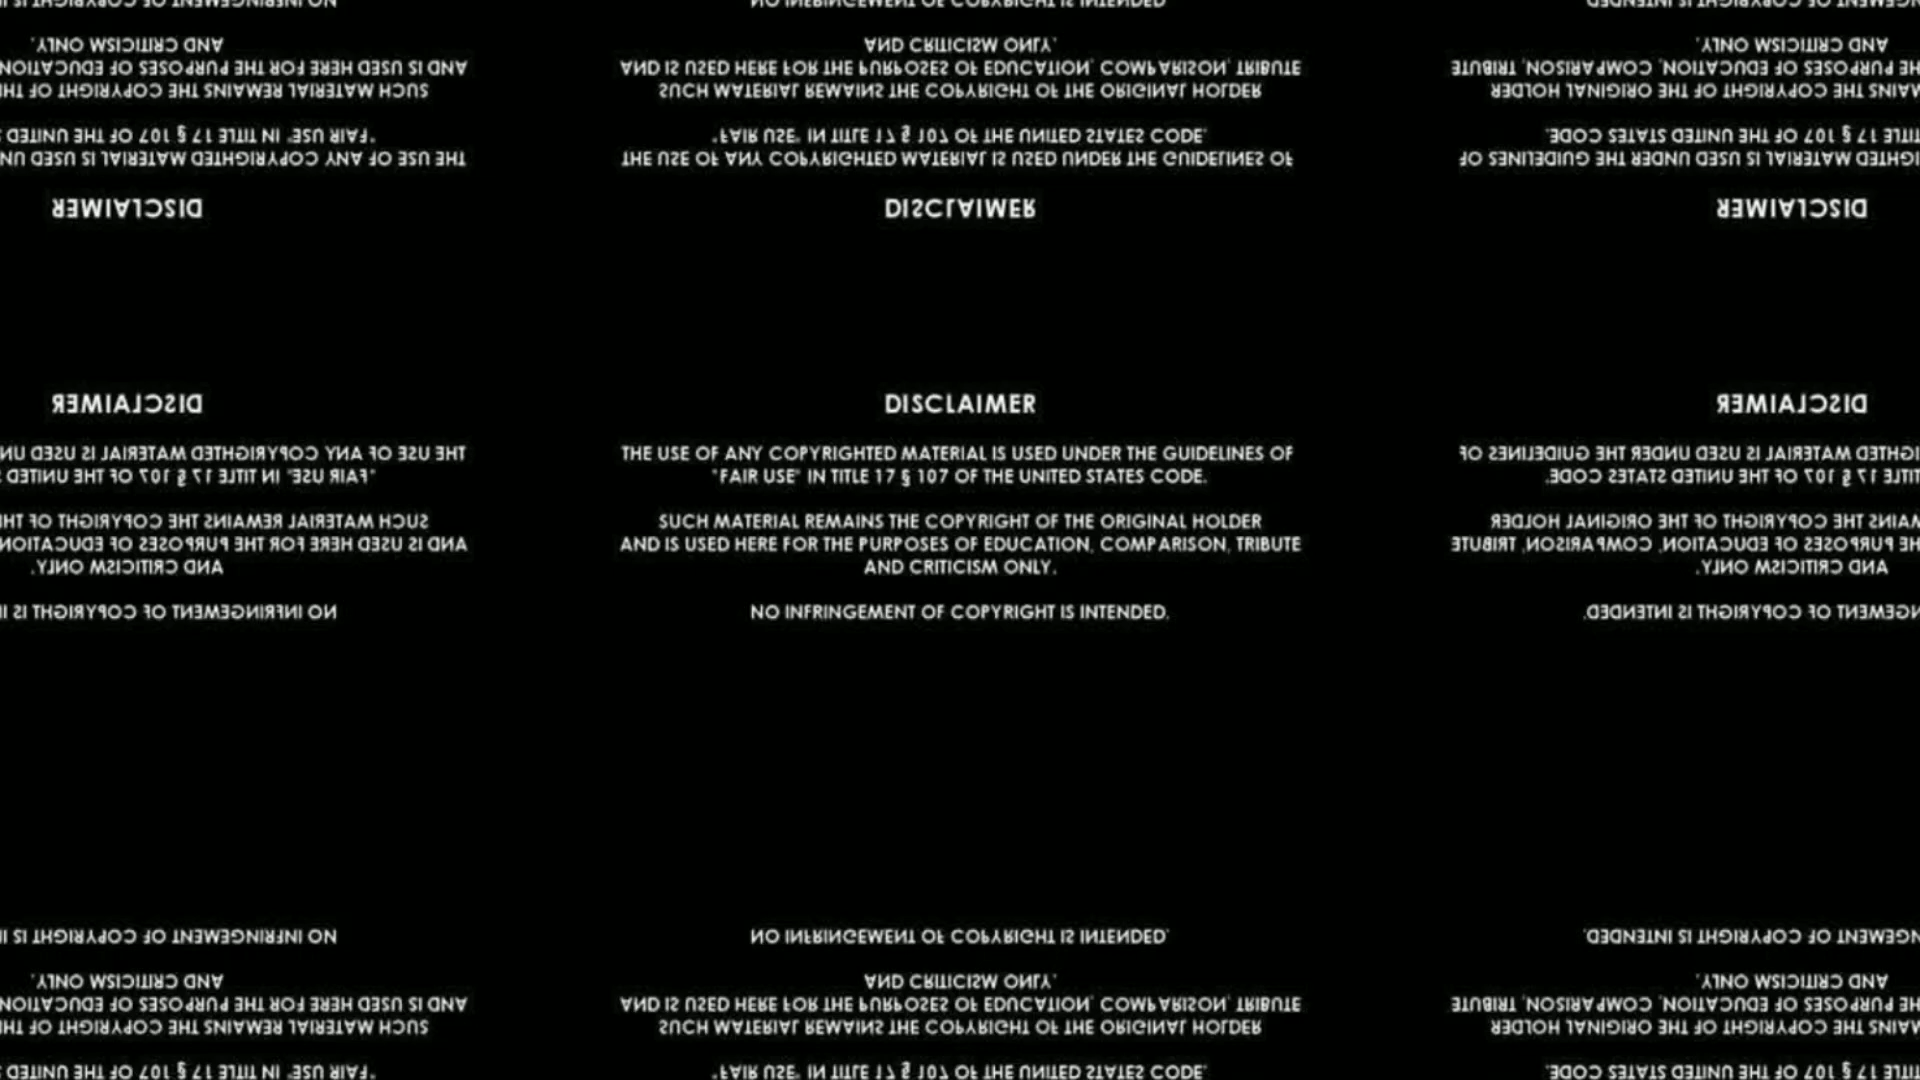 DISCLAIMER
THE USE OF ANY COPYRIGHTED MATERIAL IS USED UNDER THE GUIDELINES OF
"FAIR USE" IN TITLE 17 § 107 OF THE UNITED STATES CODE.
SUCH MATERIAL REMAINS THE COPYRIGHT OF THE ORIGINAL HOLDER
AND IS USED HERE FOR THE PURPOSES OF EDUCATION, COMPARISON, TRIBUTE
AND CRITICISM ONLY.
NO INFRINGEMENT OF COPYRIGHT IS INTENDED.